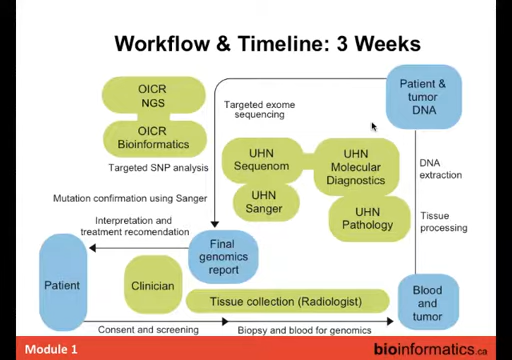 Workflow & Timeline: 3 Weeks
OICR
NGS
OICR
Bioinformatics
Targeted exome
sequencing
Patient &
tumor
DNA
Targeted SNP analysis
UHN
Sequenom
UHN
Molecular
Diagnostics
DNA
extraction
Mutation confirmation using Sanger
UHN
Sanger
UHN
Pathology
Tissue
processing
Interpretation and
treatment recomendation
Final
genomics
report
Patient
Clinician
Tissue collection (Radiologist)
Blood
and
tumor
Consent and screening
Biopsy and blood for genomics
Module 1
bioinformatics.ca